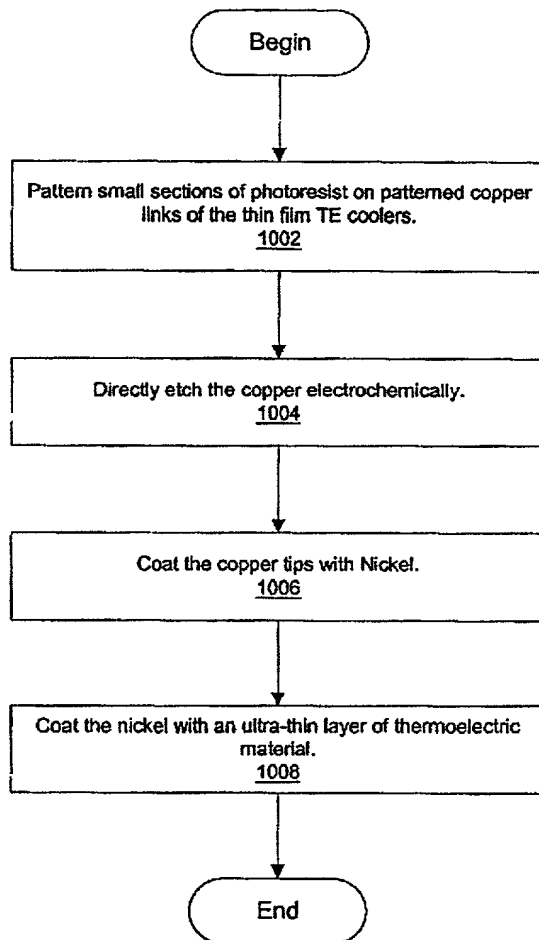 Begin
Pattern small sections of photoresist on patterned copper
links of the thin film TE coolers.
1002
Directly etch the copper electrochemically.
1004
Coat the copper tips with Nickel.
1006
Coat the nickel with an ultra-thin layer of thermoelectric
material.
1008
End